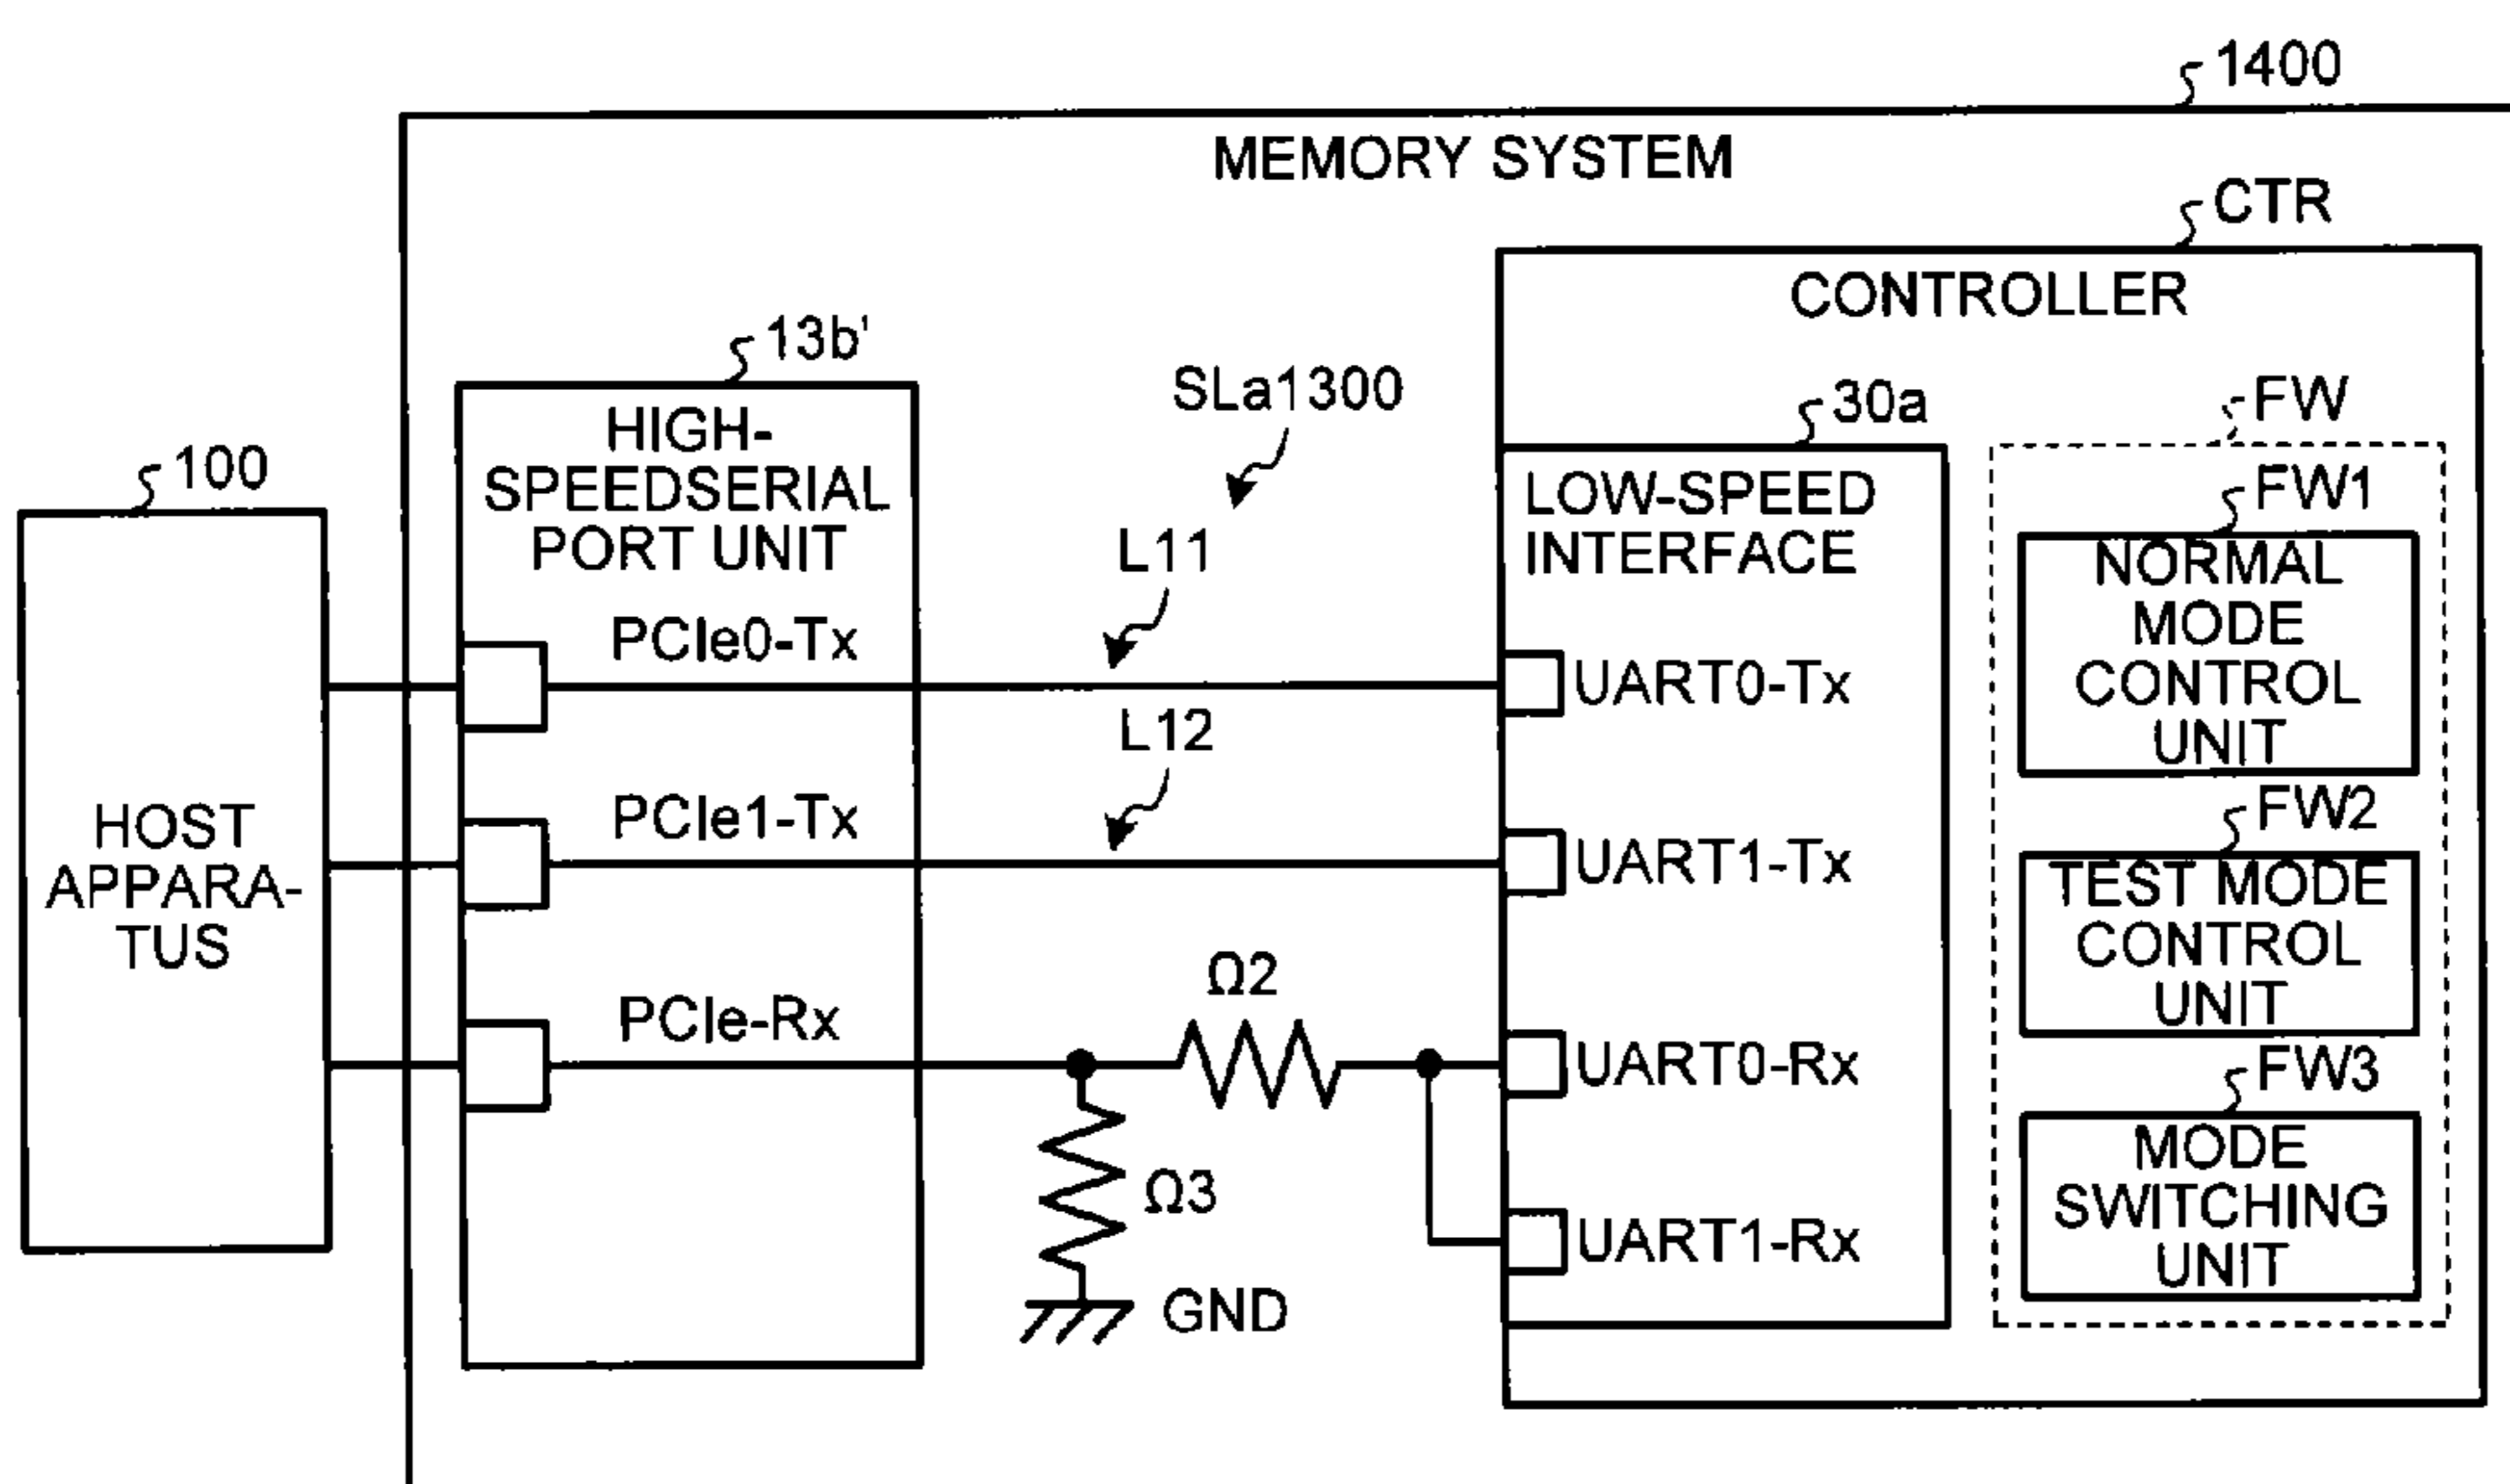 1400
MEMORY SYSTEM
CTR
CONTROLLER
13b'
HIGH-
SPEEDSERIAL
PORT UNIT
SLa1300
30a
LOW-SPEED
INTERFACE
FW
FW1
NORMAL
MODE
CONTROL
UNIT
100
HOST
APPARA-
TUS
L11
PCIe0-Tx
UART0-Tx
L12
PCIe1-Tx
UART1-Tx
FW2
TEST MODE
CONTROL
UNIT
PCIe-Rx
Ω2
UART0-Rx
Ω3
UART1-Rx
GND
FW3
MODE
SWITCHING
UNIT